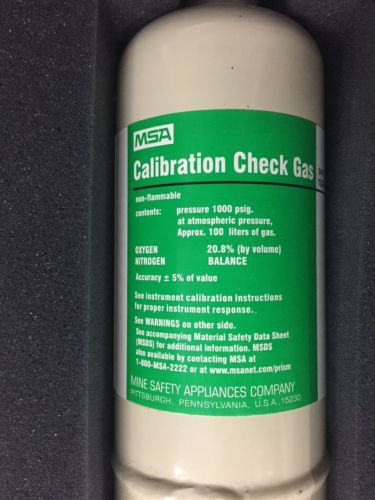 MSA
Calibration Check Gas
non-flammable
contents: pressure 1000 psig.
at atmospheric pressure,
Approx. 100 liters of gas.
OXYGEN 20.8% (by volume)
NITROGEN BALANCE
Accuracy ± 5% of value
See instrument calibration instructions
for proper instrument response.
See WARNINGS on other side.
See accompanying Material Safety Data Sheet
(MSDS) for additional information. MSDS
also available by contacting MSA at
1-800-MSA-2222 or at www.msanet.com/prism
MINE SAFETY APPLIANCES COMPANY
PITTSBURGH, PENNSYLVANIA, U.S.A. 15230